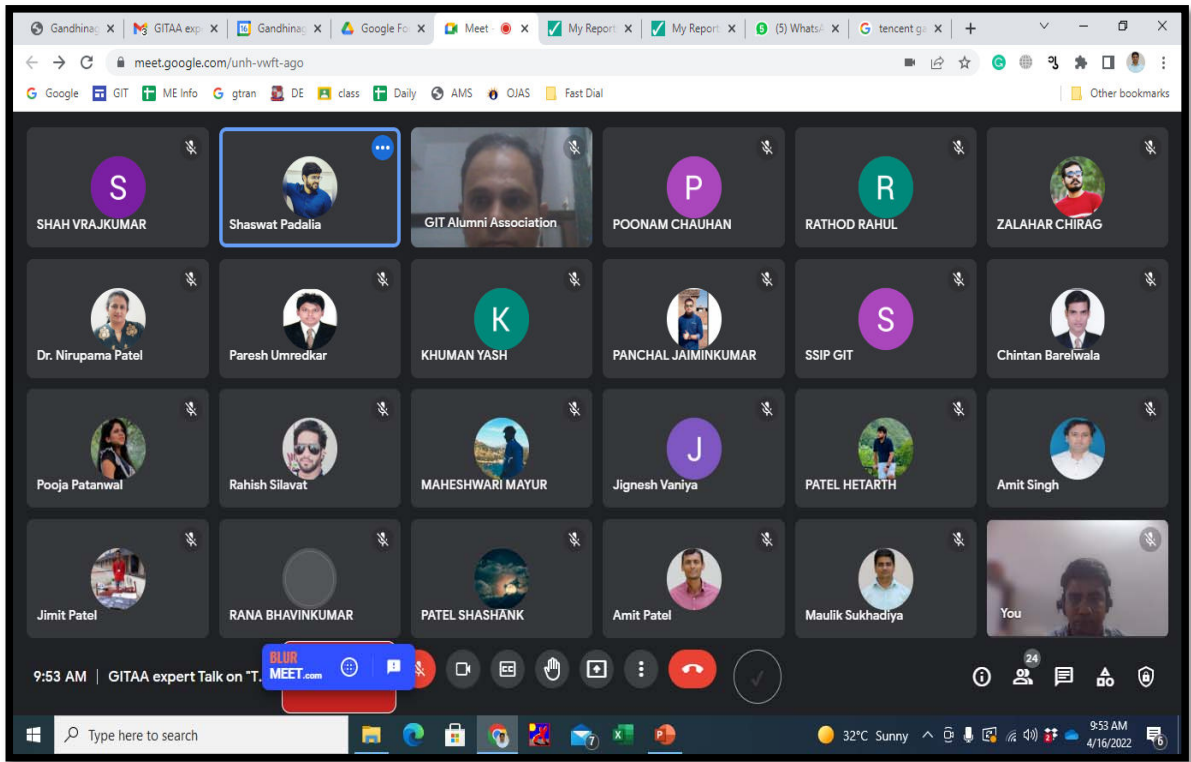 Gandhinag
GITAA exp
Gandhinag
Google Fo
Meet -
My Report
My Report
(5) Whats
tencent ga
meet.google.com/unh-vwft-ago
Google GIT ME Info gtran DE class Daily AMS OJAS Fast Dial Other bookmarks
S
SHAH VRAJKUMAR
Shaswat Padalia
GIT Alumni Association
P
POONAM CHAUHAN
R
RATHOD RAHUL
ZALAHAR CHIRAG
Dr. Nirupama Patel
Paresh Umredkar
K
KHUMAN YASH
PANCHAL JAIMINKUMAR
S
SSIP GIT
Chintan Barelwala
Pooja Patanwal
Rahish Silavat
MAHESHWARI MAYUR
J
Jignesh Vaniya
PATEL HETARTH
Amit Singh
Jimit Patel
RANA BHAVINKUMAR
PATEL SHASHANK
Amit Patel
Maulik Sukhadiya
You
9:53 AM | GITAA expert Talk on "T...
BLUR
MEET.com
CC
24
Type here to search
7
32°C Sunny
9:53 AM
4/16/2022
6